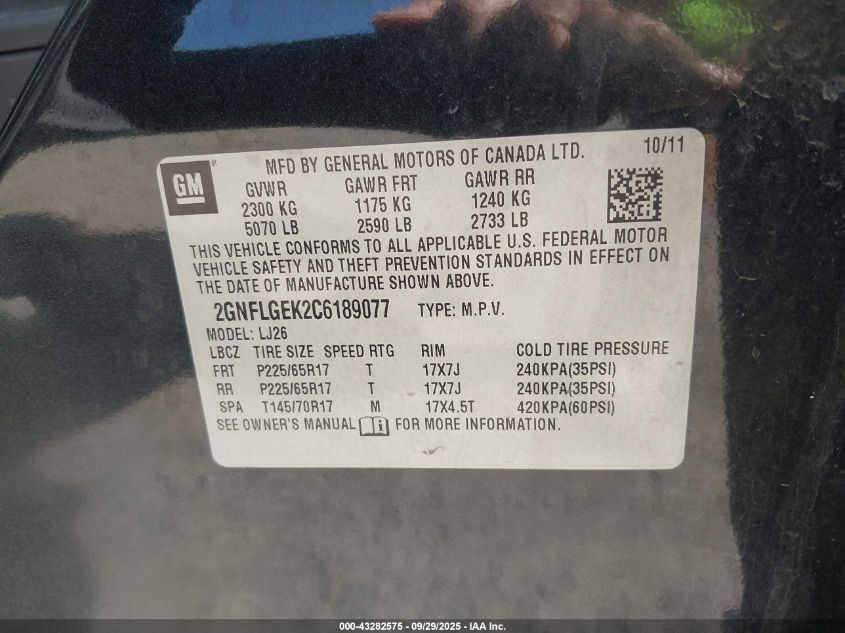 MFD BY GENERAL MOTORS OF CANADA LTD. 10/11
GM
GVWR GAWR FRT GAWR RR
2300 KG 1175 KG 1240 KG
5070 LB 2590 LB 2733 LB
THIS VEHICLE CONFORMS TO ALL APPLICABLE U.S. FEDERAL MOTOR
VEHICLE SAFETY AND THEFT PREVENTION STANDARDS IN EFFECT ON
THE DATE OF MANUFACTURE SHOWN ABOVE.
2GNFLGEK2C6189077 TYPE: M.P.V.
MODEL: LJ26
LBCZ TIRE SIZE SPEED RTG RIM COLD TIRE PRESSURE
FRT P225/65R17 T 17X7J 240KPA(35PSI)
RR P225/65R17 T 17X7J 240KPA(35PSI)
SPA T145/70R17 M 17X4.5T 420KPA(60PSI)
SEE OWNER'S MANUAL i FOR MORE INFORMATION.
000-43282575 - 09/29/2025 - IAA Inc.